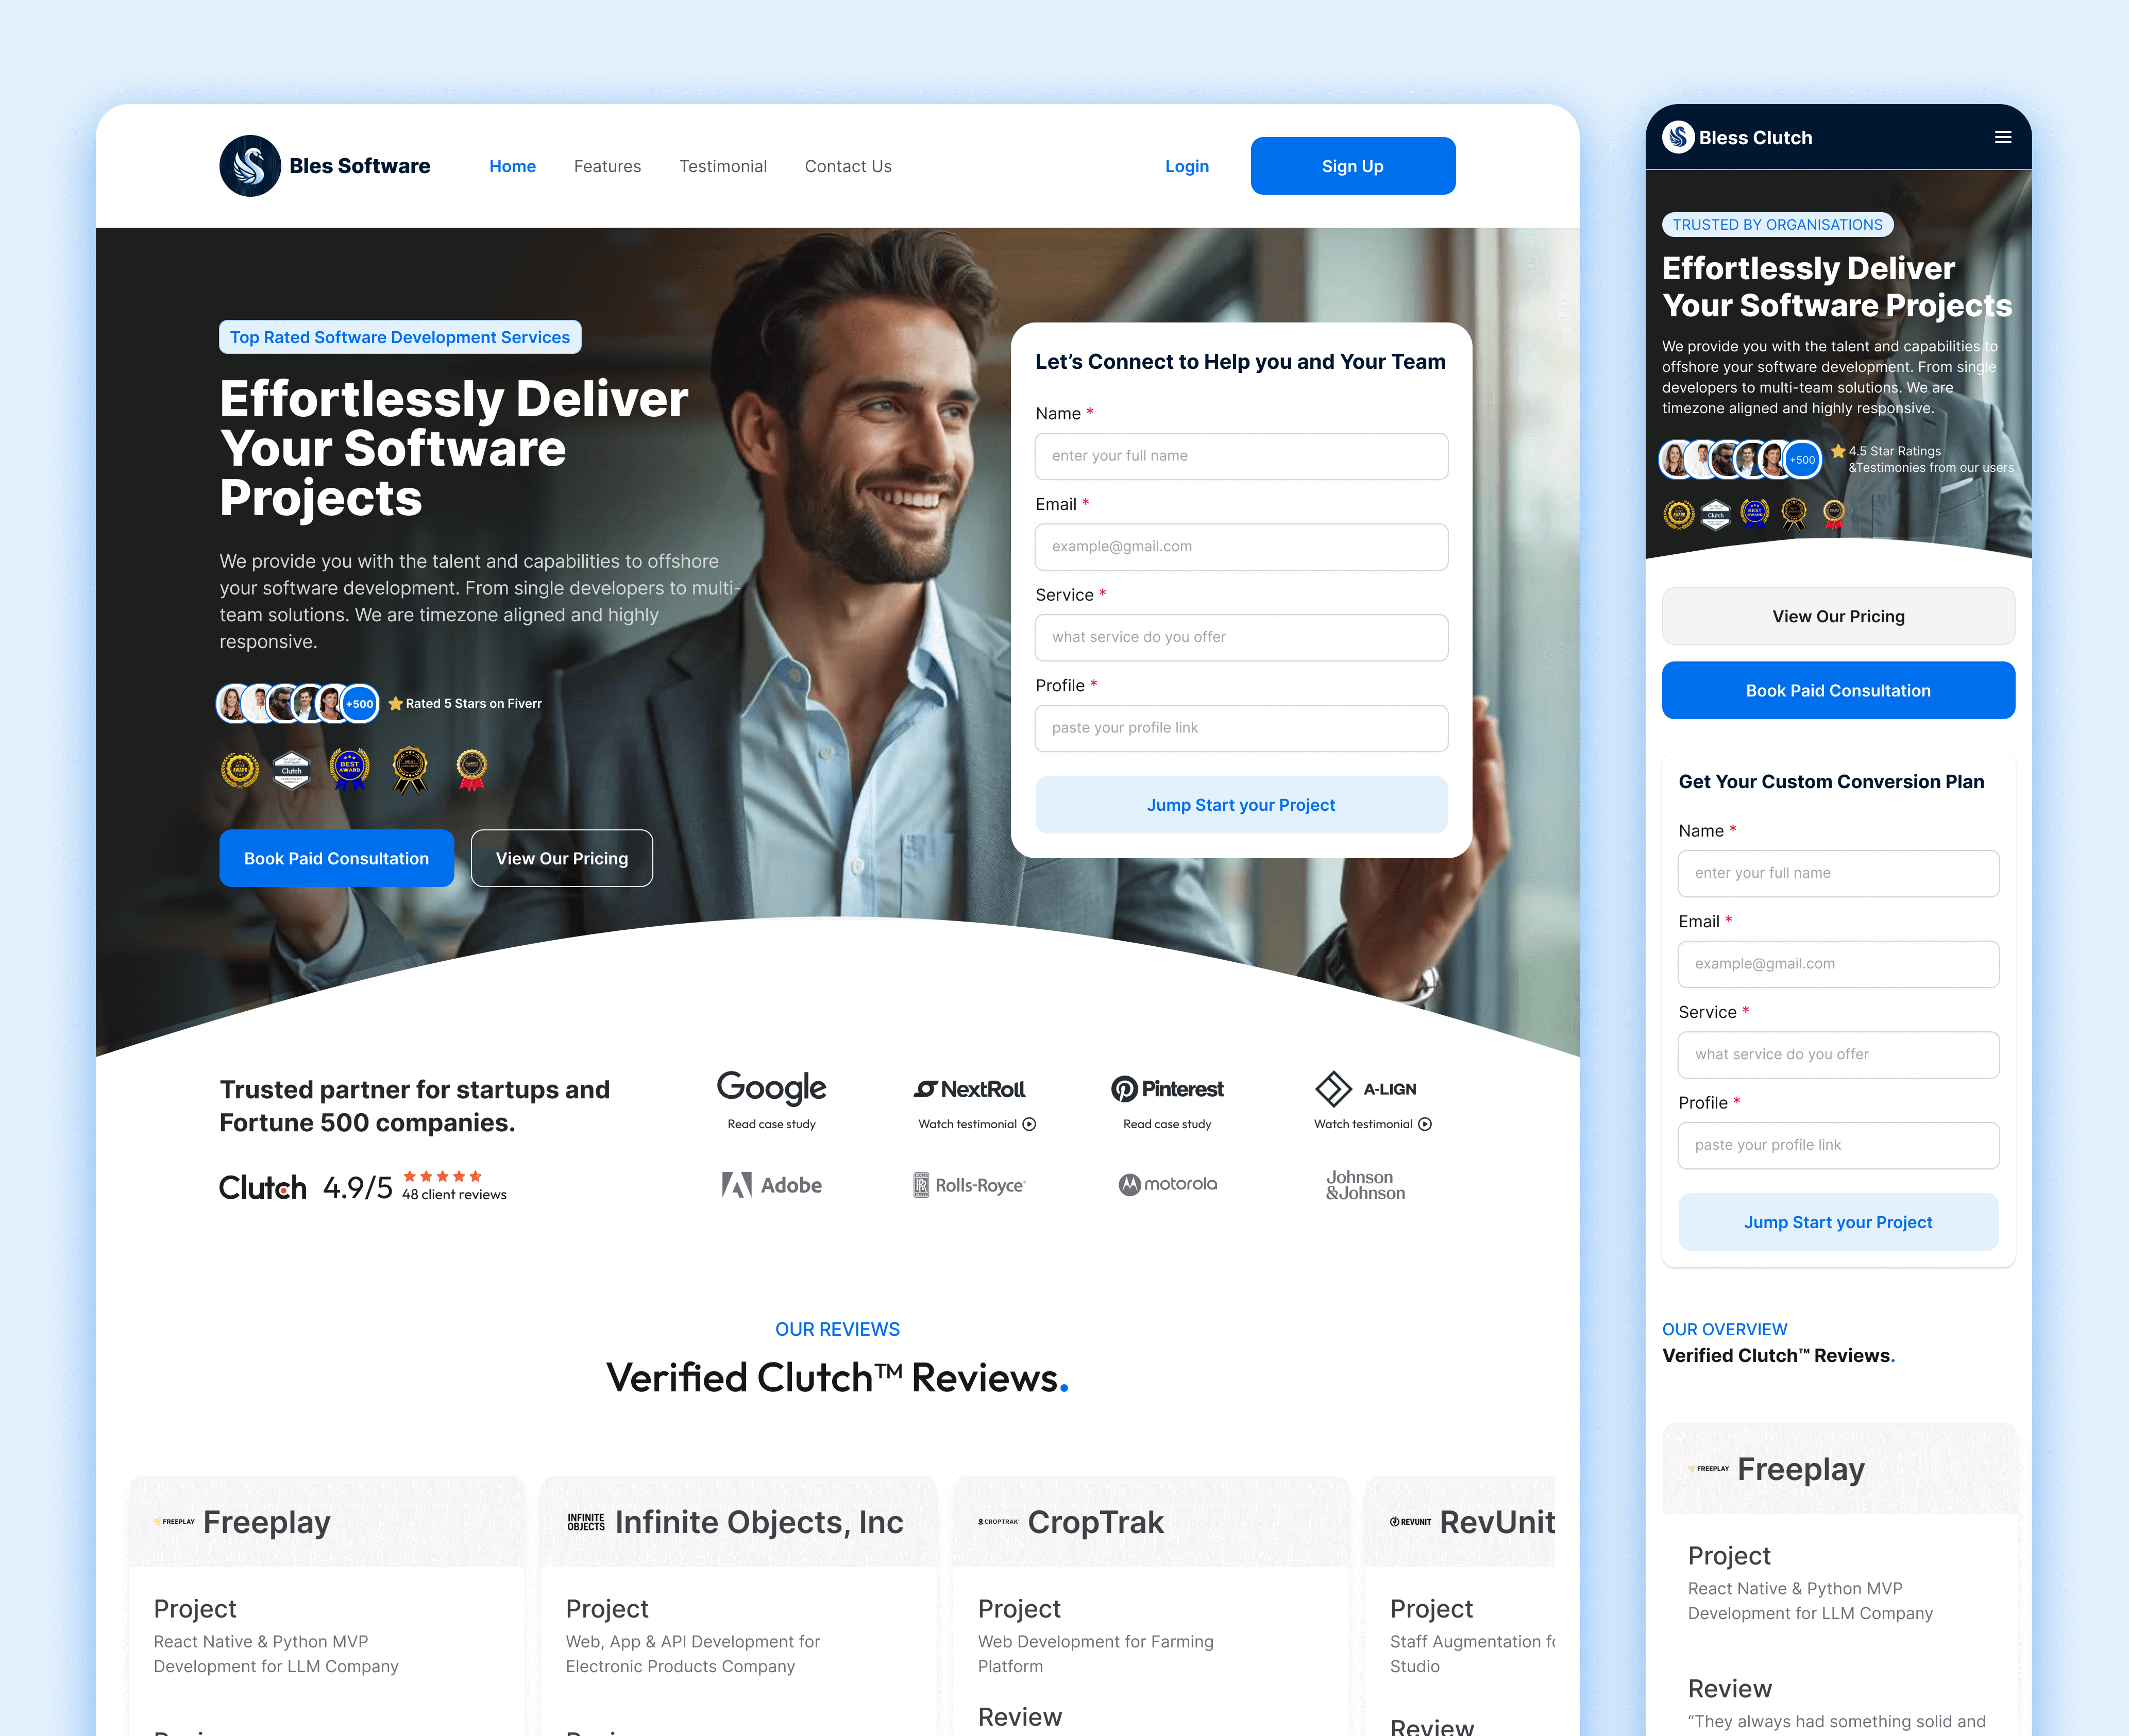 Bles Software
Home
Features
Testimonial
Contact Us
Login
Sign Up
Top Rated Software Development Services
Effortlessly Deliver
Your Software
Projects
We provide you with the talent and capabilities to offshore
your software development. From single developers to multi-
team solutions. We are timezone aligned and highly
responsive.
+500
Rated 5 Stars on Fiverr
Clutch
BEST
AWARD
Book Paid Consultation
View Our Pricing
Let’s Connect to Help you and Your Team
Name *
enter your full name
Email *
example@gmail.com
Service *
what service do you offer
Profile *
paste your profile link
Jump Start your Project
Trusted partner for startups and
Fortune 500 companies.
Clutch
4.9/5
48 client reviews
Google
Read case study
NextRoll
Watch testimonial
Pinterest
Read case study
A-LIGN
Watch testimonial
Adobe
Rolls-Royce
motorola
Johnson
&Johnson
OUR REVIEWS
Verified Clutch™ Reviews.
FREEPLAY
Freeplay
Project
React Native & Python MVP
Development for LLM Company
INFINITE
OBJECTS
Infinite Objects, Inc
Project
Web, App & API Development for
Electronic Products Company
CROPTRAK
CropTrak
Project
Web Development for Farming
Platform
Review
REVUNIT
RevUnit
Project
Staff Augmentation fo
Studio
Review
Bless Clutch
TRUSTED BY ORGANISATIONS
Effortlessly Deliver
Your Software Projects
We provide you with the talent and capabilities to
offshore your software development. From single
developers to multi-team solutions. We are
timezone aligned and highly responsive.
+500
4.5 Star Ratings
&Testimonies from our users
Clutch
BEST
AWARD
View Our Pricing
Book Paid Consultation
Get Your Custom Conversion Plan
Name *
enter your full name
Email *
example@gmail.com
Service *
what service do you offer
Profile *
paste your profile link
Jump Start your Project
OUR OVERVIEW
Verified Clutch™ Reviews.
FREEPLAY
Freeplay
Project
React Native & Python MVP
Development for LLM Company
Review
“They always had something solid and